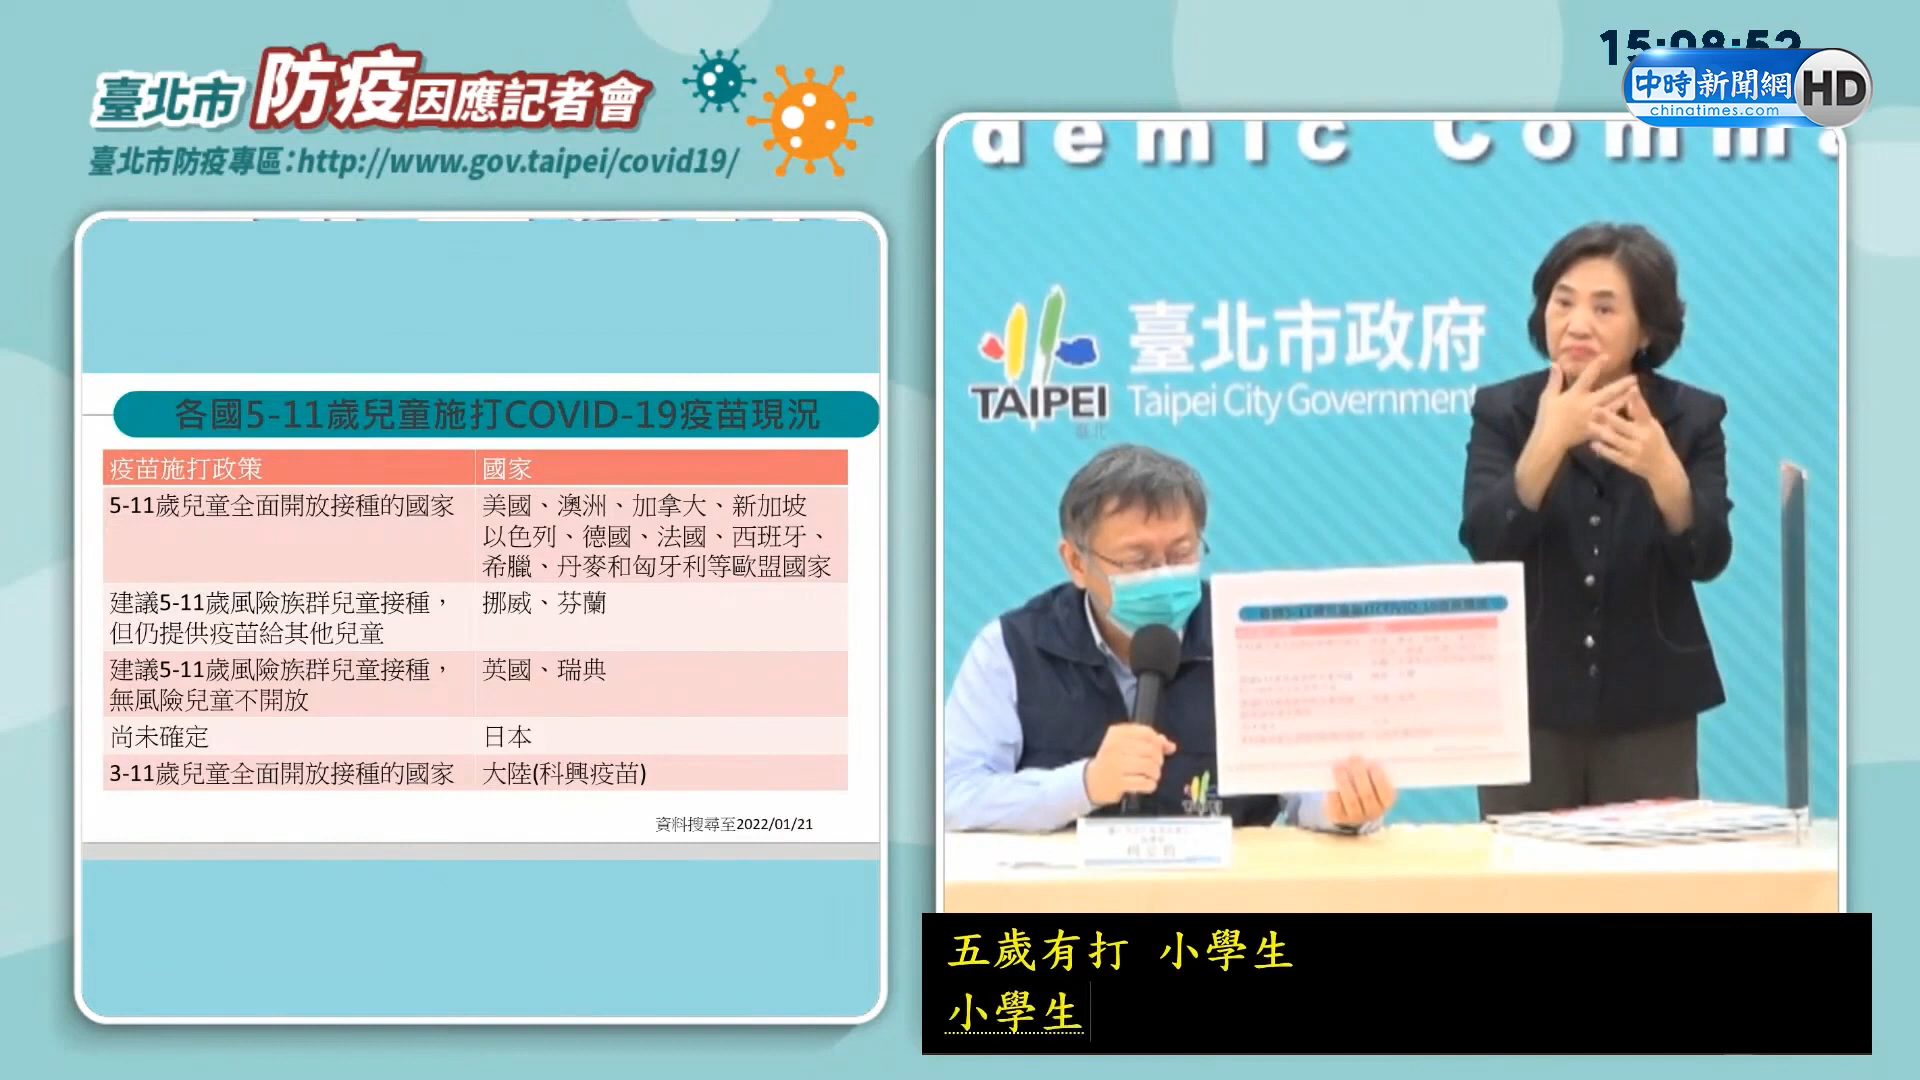 臺北市防疫因應記者會
臺北市防疫專區:http://www.gov.taipei/covid19/
15:08:52
中時新聞網HD
chinatimes.com
demic Comm
各國5-11歲兒童施打COVID-19疫苗現況
疫苗施打政策 國家
5-11歲兒童全面開放接種的國家 美國、澳洲、加拿大、新加坡
以色列、德國、法國、西班牙、
希臘、丹麥和匈牙利等歐盟國家
建議5-11歲風險族群兒童接種， 挪威、芬蘭
但仍提供疫苗給其他兒童
建議5-11歲風險族群兒童接種， 英國、瑞典
無風險兒童不開放
尚未確定 日本
3-11歲兒童全面開放接種的國家 大陸(科興疫苗)
資料搜尋至2022/01/21
TAIPEI
臺北
臺北市政府
Taipei City Government
五歲有打 小學生
小學生